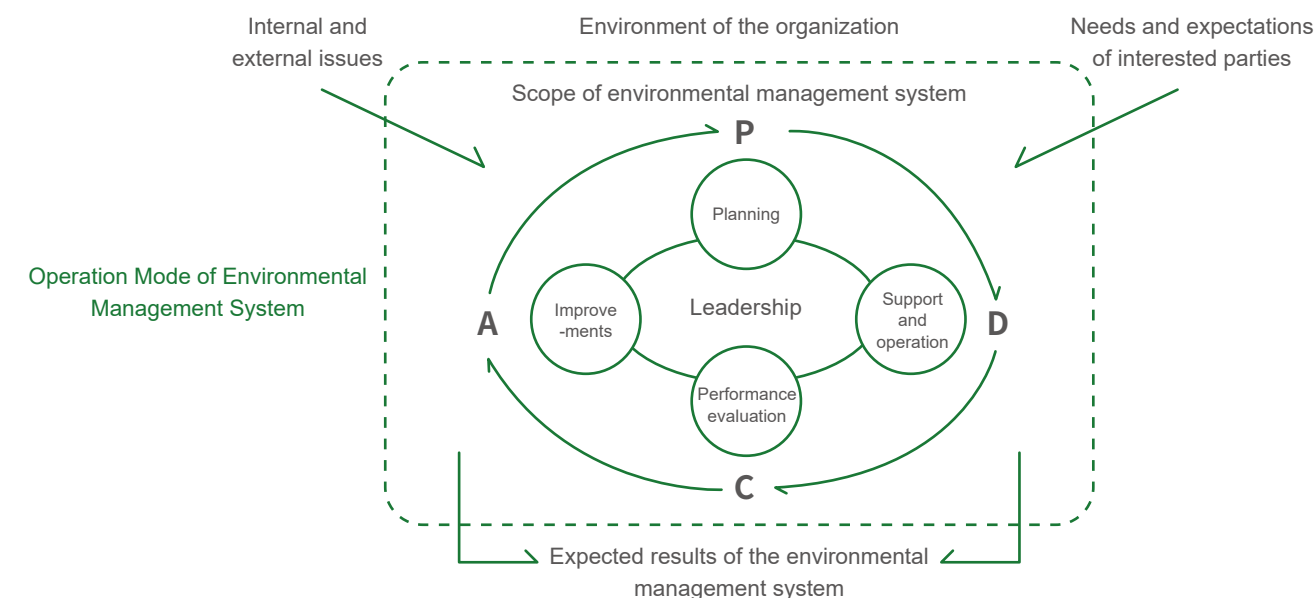 Internal and
external issues
Environment of the organization
Needs and expectations
of interested parties
Scope of environmental management system
P
Planning
Operation Mode of Environmental
Management System
A
Improve
-ments
Leadership
Support
and
operation
D
Performance
evaluation
C
Expected results of the environmental
management system